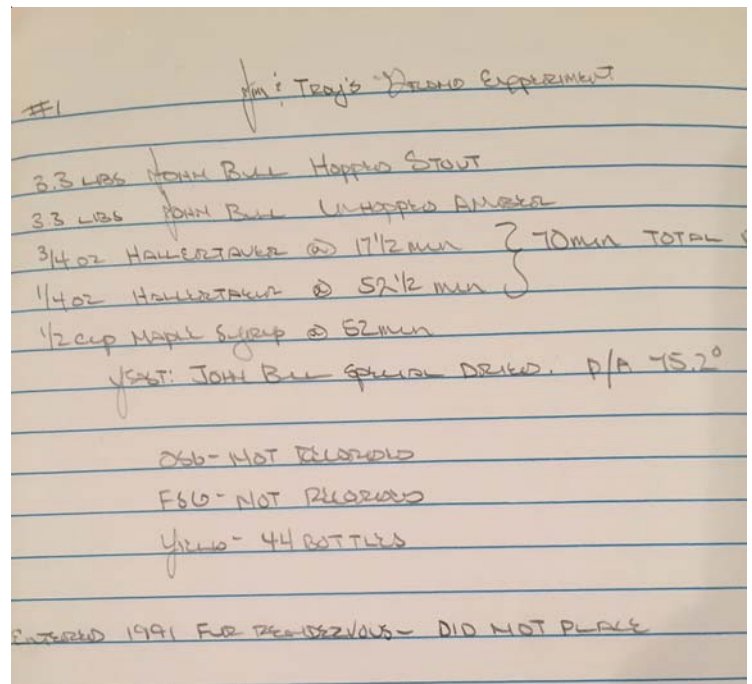 #1 Jim & Troy's Promo Experiment
3.3 LBS JOHN BULL HOPPED STOUT
3.3 LBS JOHN BULL UNHOPPED AMBER
3/4 OZ HALLERTAUER @ 17 1/2 MIN } 70 MIN TOTAL
1/4 OZ HALLERTAUER @ 52 1/2 MIN
1/2 CUP MAPLE SYRUP @ 52 MIN
YEAST: JOHN BULL SPECIAL DRIED. P/A 75.2°
OSG - NOT RECORDED
FSG - NOT RECORDED
YIELD - 44 BOTTLES
ENTERED 1991 FUR RENDEZVOUS - DID NOT PLACE